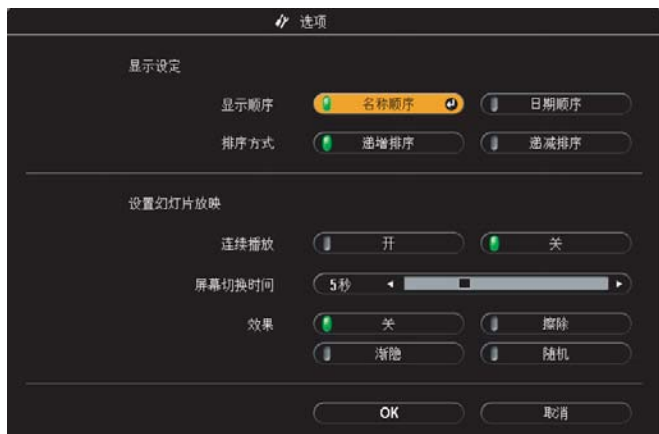 选项
显示设定
显示顺序 名称顺序 日期顺序
排序方式 递增排序 递减排序
设置幻灯片放映
连续播放 开 关
屏幕切换时间 5秒
效果 关 擦除
渐隐 随机
OK 取消